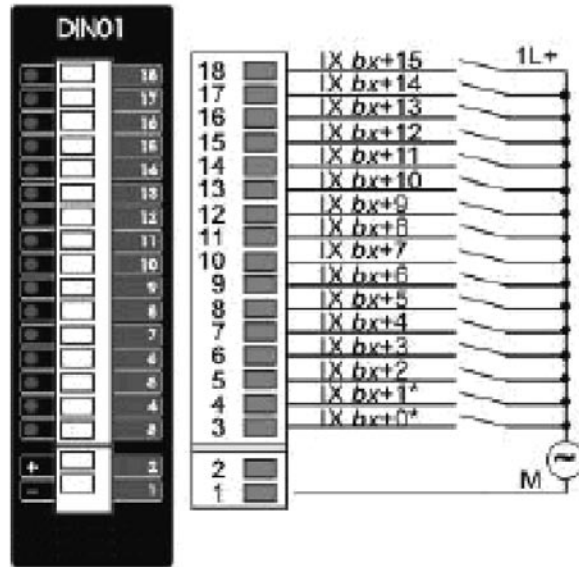 DIN01
18
17
16
15
14
13
12
11
10
9
8
7
6
5
4
3
+ 2
- 1
18 IX bx+15 1L+
17 IX bx+14
16 IX bx+13
15 IX bx+12
14 IX bx+11
13 IX bx+10
12 IX bx+9
11 IX bx+8
10 IX bx+7
9 IX bx+6
8 IX bx+5
7 IX bx+4
6 IX bx+3
5 IX bx+2
4 IX bx+1*
3 IX bx+0*
2
1 M